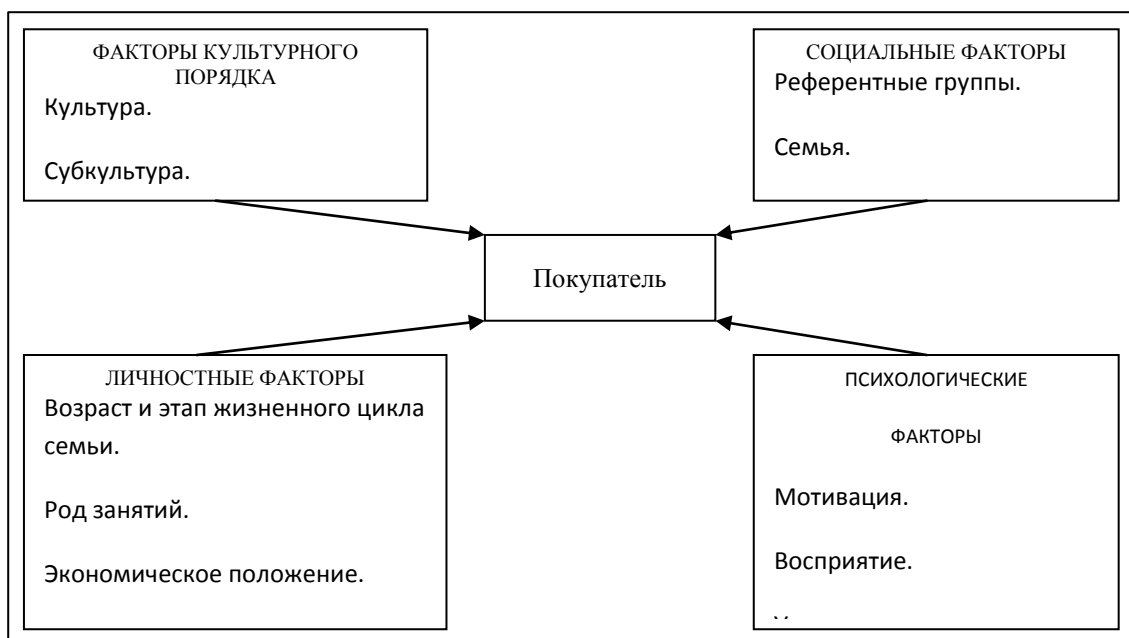 ФАКТОРЫ КУЛЬТУРНОГО
ПОРЯДКА
Культура.
Субкультура.
СОЦИАЛЬНЫЕ ФАКТОРЫ
Референтные группы.
Семья.
Покупатель
ЛИЧНОСТНЫЕ ФАКТОРЫ
Возраст и этап жизненного цикла
семьи.
Род занятий.
Экономическое положение.
ПСИХОЛОГИЧЕСКИЕ
ФАКТОРЫ
Мотивация.
Восприятие.